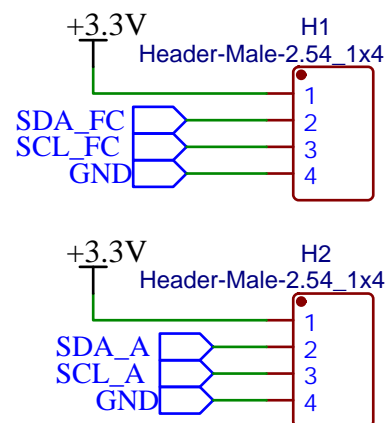 +3.3V
H1
Header-Male-2.54_1x4
1
SDA_FC 2
SCL_FC 3
GND 4
+3.3V
H2
Header-Male-2.54_1x4
1
SDA_A 2
SCL_A 3
GND 4